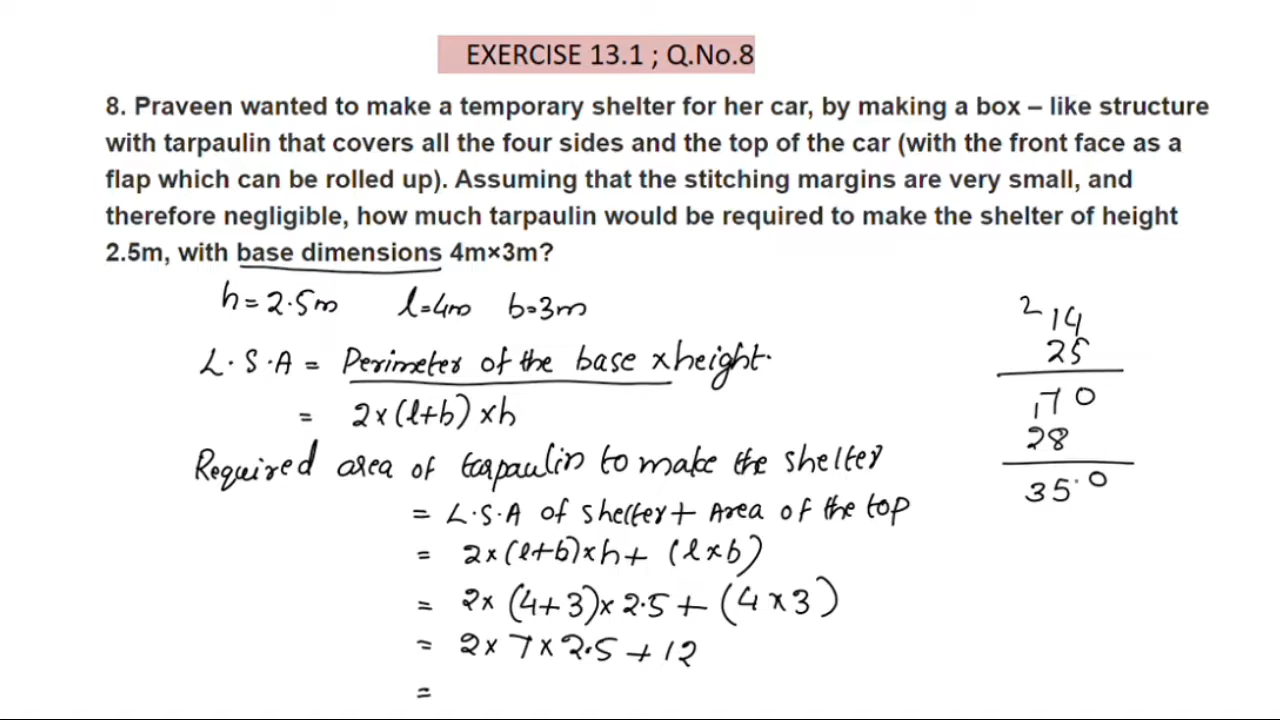 EXERCISE 13.1 ; Q.No.8
8. Praveen wanted to make a temporary shelter for her car, by making a box – like structure
with tarpaulin that covers all the four sides and the top of the car (with the front face as a
flap which can be rolled up). Assuming that the stitching margins are very small, and
therefore negligible, how much tarpaulin would be required to make the shelter of height
2.5m, with base dimensions 4m×3m?
h = 2.5m l=4m b=3m
L.S.A = Perimeter of the base × height.
= 2×(l+b)×h
Required area of tarpaulin to make the shelter
= L.S.A of shelter + Area of the top
= 2×(l+b)×h + (l×b)
= 2× (4+3)× 2.5 + (4 × 3)
= 2× 7 × 2.5 + 12
=
2 14
25
170
28
35.0